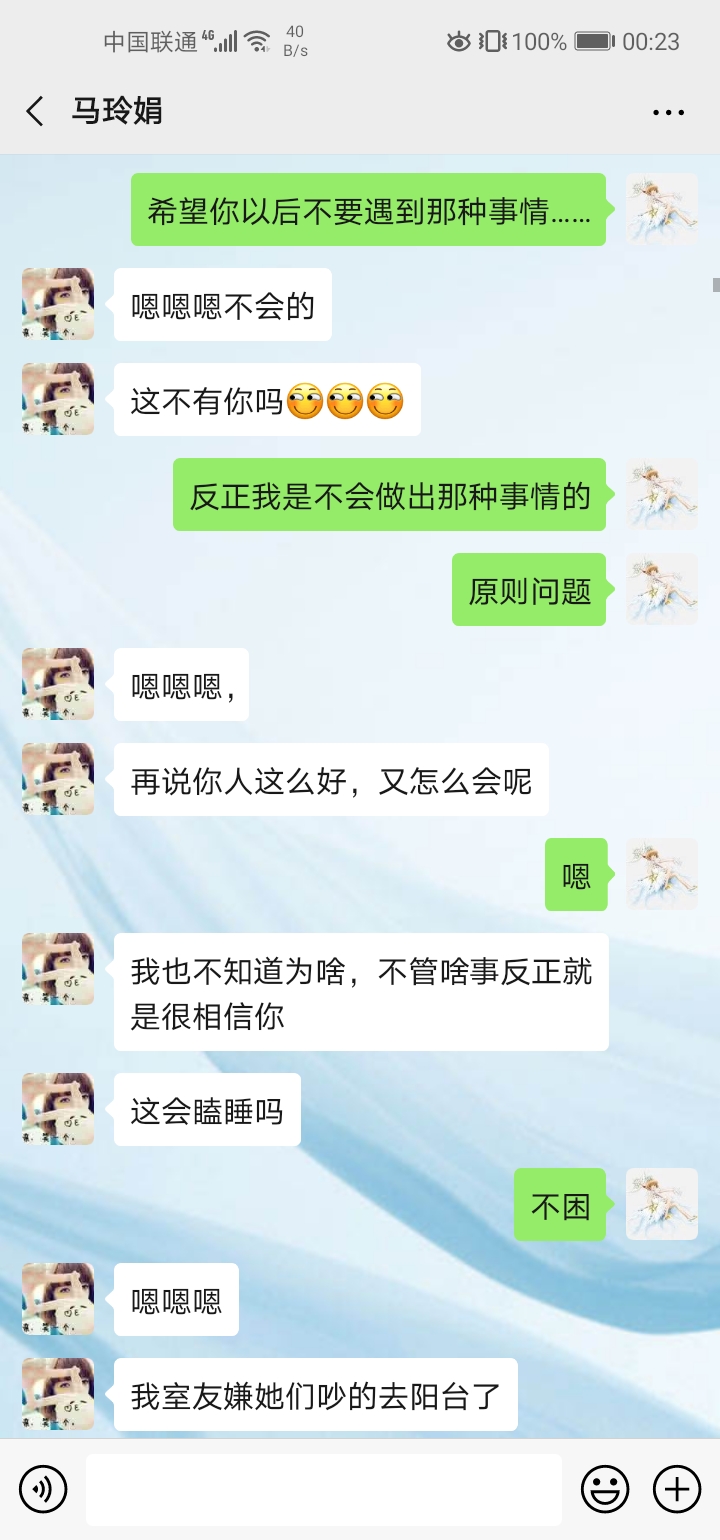 中国联通 4G 40 B/s 100% 00:23
马玲娟
希望你以后不要遇到那种事情……
嗯嗯嗯不会的
这不有你吗
反正我是不会做出那种事情的
原则问题
嗯嗯嗯，
再说你人这么好，又怎么会呢
嗯
我也不知道为啥，不管啥事反正就
是很相信你
这会瞌睡吗
不困
嗯嗯嗯
我室友嫌她们吵的去阳台了